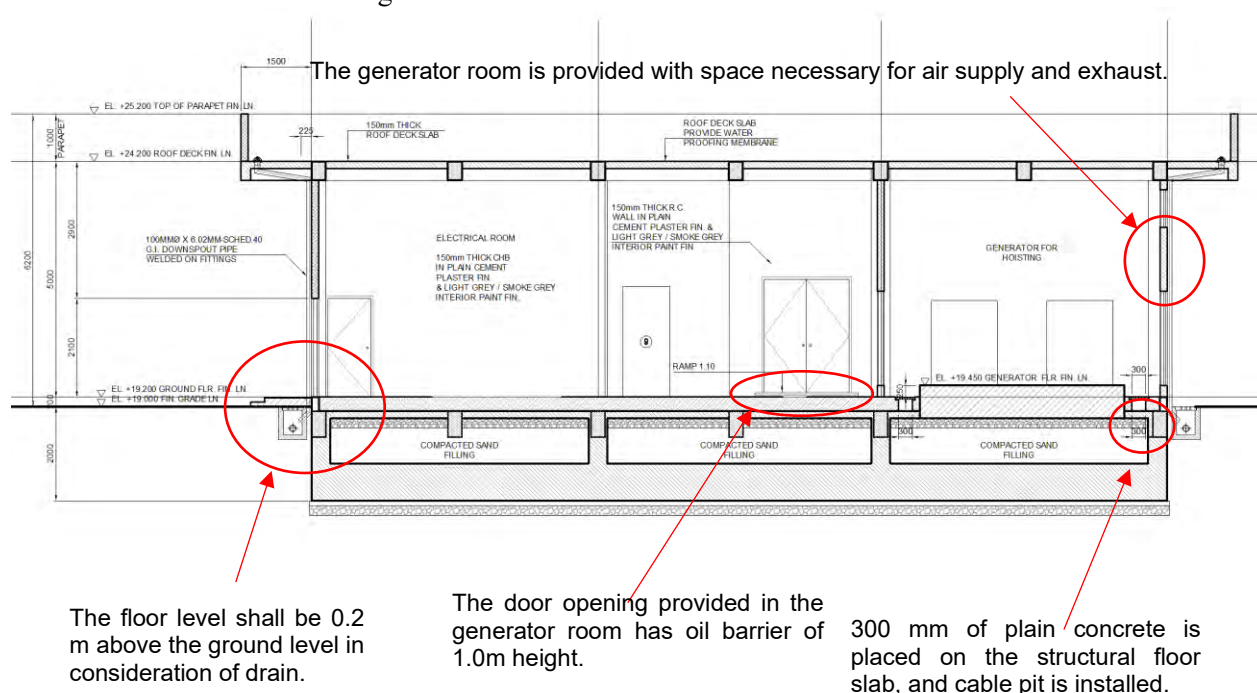 The generator room is provided with space necessary for air supply and exhaust.
1500
EL. +25.200 TOP OF PARAPET FIN. LN.
225
150mm THICK
ROOF DECK SLAB
ROOF DECK SLAB
PROVIDE WATER
PROOFING MEMBRANE
1000
PARAPET
EL. +24.200 ROOF DECK FIN. LN.
6200
5000
2900
2100
100MMØ X 6.02MM-SCHED.40
G.I. DOWNSPOUT PIPE
WELDED ON FITTINGS
ELECTRICAL ROOM
150mm THICK CHB
IN PLAIN CEMENT
PLASTER FIN.
& LIGHT GREY / SMOKE GREY
INTERIOR PAINT FIN.
150mm THICK R.C.
WALL IN PLAIN
CEMENT PLASTER FIN. &
LIGHT GREY / SMOKE GREY
INTERIOR PAINT FIN
GENERATOR FOR
HOISTING
RAMP 1:10
EL. +19.450 GENERATOR FLR. FIN. LN.
300
EL. +19.200 GROUND FLR. FIN. LN.
EL. +19.000 FIN. GRADE LN.
200
2000
300
300
COMPACTED SAND
FILLING
COMPACTED SAND
FILLING
COMPACTED SAND
FILLING
The floor level shall be 0.2
m above the ground level in
consideration of drain.
The door opening provided in the
generator room has oil barrier of
1.0m height.
300 mm of plain concrete is
placed on the structural floor
slab, and cable pit is installed.